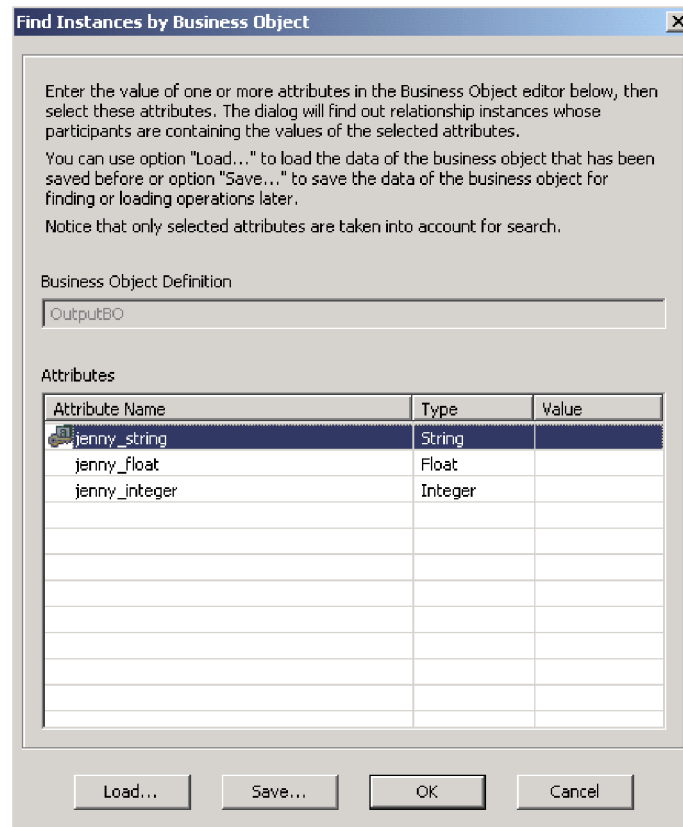 Find Instances by Business Object
Enter the value of one or more attributes in the Business Object editor below, then
select these attributes. The dialog will find out relationship instances whose
participants are containing the values of the selected attributes.
You can use option "Load..." to load the data of the business object that has been
saved before or option "Save..." to save the data of the business object for
finding or loading operations later.
Notice that only selected attributes are taken into account for search.
Business Object Definition
OutputBO
Attributes
Attribute Name Type Value
jenny_string String
jenny_float Float
jenny_integer Integer
Load... Save... OK Cancel